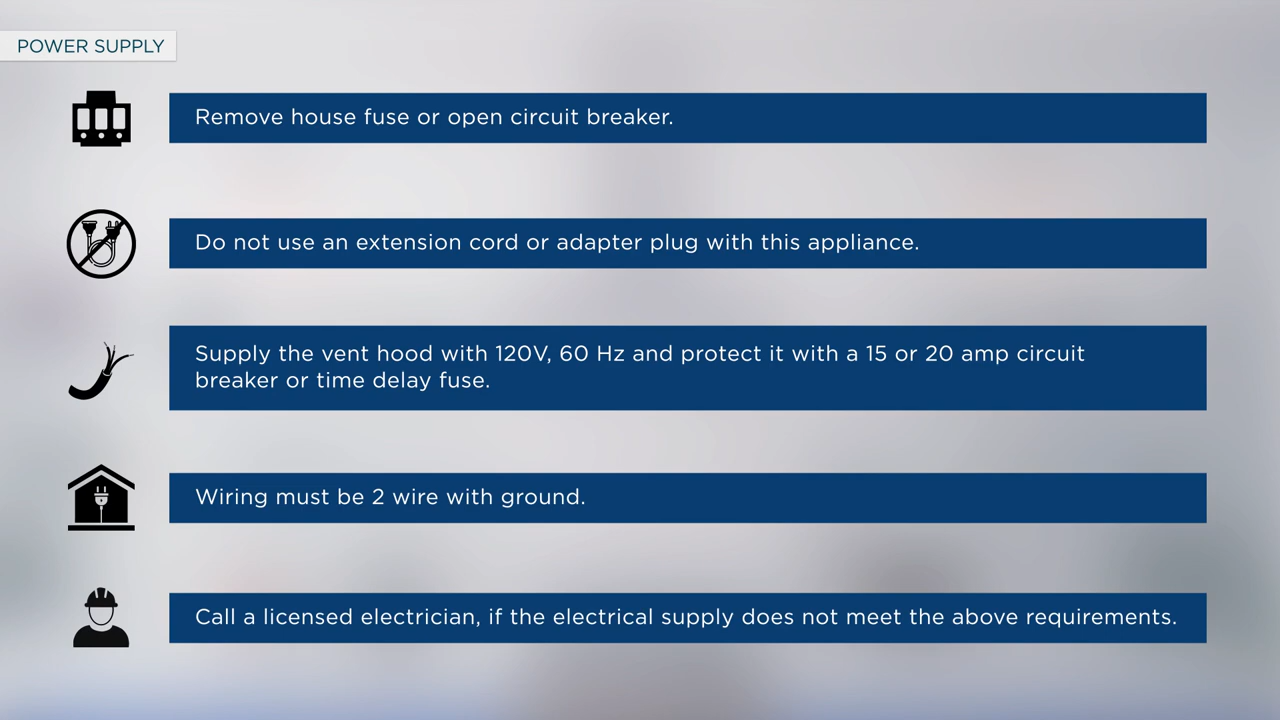 POWER SUPPLY
Remove house fuse or open circuit breaker.
Do not use an extension cord or adapter plug with this appliance.
Supply the vent hood with 120V, 60 Hz and protect it with a 15 or 20 amp circuit
breaker or time delay fuse.
Wiring must be 2 wire with ground.
Call a licensed electrician, if the electrical supply does not meet the above requirements.